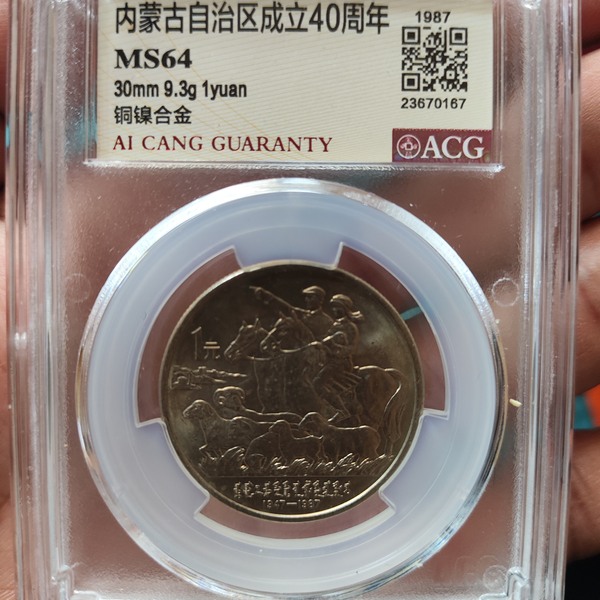 内蒙古自治区成立40周年
1987
MS64
30mm 9.3g 1yuan
铜镍合金
23670167
AI CANG GUARANTY
ACG
1元
1947—1987